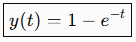 y(t) = 1 − e^{−t}